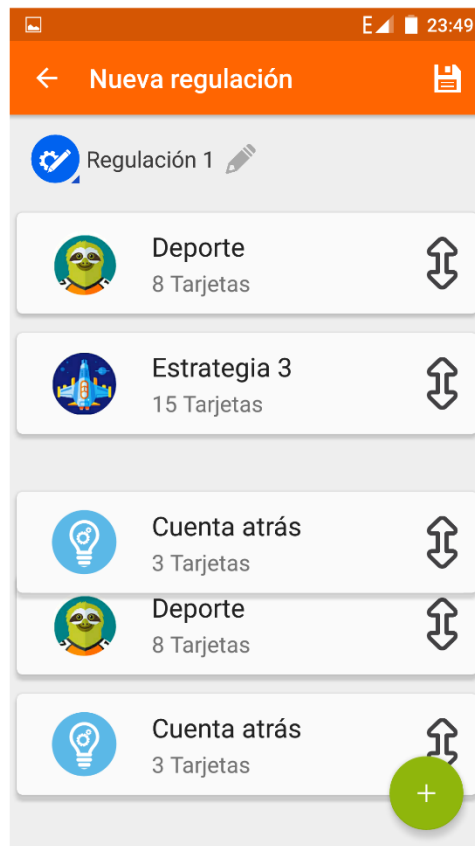 E 23:49
Nueva regulación
Regulación 1
Deporte
8 Tarjetas
Estrategia 3
15 Tarjetas
Cuenta atrás
3 Tarjetas
Deporte
8 Tarjetas
Cuenta atrás
3 Tarjetas
+